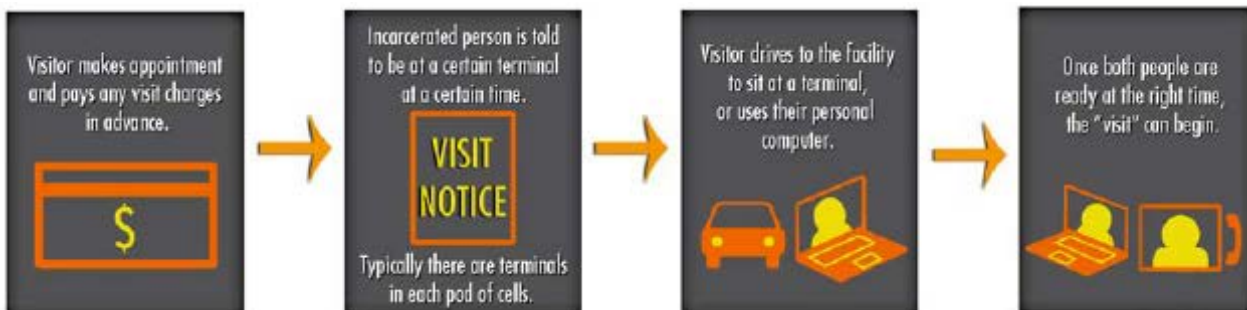 Visitor makes appointment
and pays any visit charges
in advance.
$
Incarcerated person is told
to be at a certain terminal
at a certain time.
VISIT
NOTICE
Typically there are terminals
in each pod of cells.
Visitor drives to the facility
to sit at a terminal,
or uses their personal
computer.
Once both people are
ready at the right time,
the "visit" can begin.